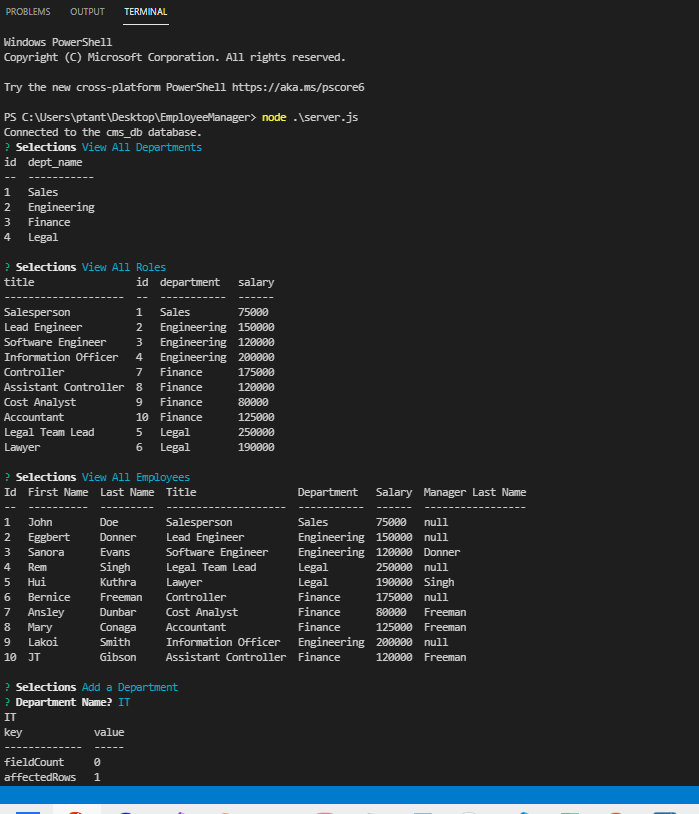 PROBLEMS OUTPUT TERMINAL
Windows PowerShell
Copyright (C) Microsoft Corporation. All rights reserved.
Try the new cross-platform PowerShell https://aka.ms/pscore6
PS C:\Users\ptant\Desktop\EmployeeManager> node .\server.js
Connected to the cms_db database.
? Selections View All Departments
id  dept_name
--  -----------
1   Sales
2   Engineering
3   Finance
4   Legal
? Selections View All Roles
title                 id  department   salary
--------------------  --  -----------  ------
Salesperson           1   Sales        75000
Lead Engineer         2   Engineering  150000
Software Engineer     3   Engineering  120000
Information Officer   4   Engineering  200000
Controller            7   Finance      175000
Assistant Controller  8   Finance      120000
Cost Analyst          9   Finance      80000
Accountant            10  Finance      125000
Legal Team Lead       5   Legal        250000
Lawyer                6   Legal        190000
? Selections View All Employees
Id  First Name  Last Name  Title                 Department   Salary  Manager Last Name
--  ----------  ---------  --------------------  -----------  ------  -----------------
1   John        Doe        Salesperson           Sales        75000   null
2   Eggbert     Donner     Lead Engineer         Engineering  150000  null
3   Sanora      Evans      Software Engineer     Engineering  120000  Donner
4   Rem         Singh      Legal Team Lead       Legal        250000  null
5   Hui         Kuthra     Lawyer                Legal        190000  Singh
6   Bernice     Freeman    Controller            Finance      175000  null
7   Ansley      Dunbar     Cost Analyst          Finance      80000   Freeman
8   Mary        Conaga     Accountant            Finance      125000  Freeman
9   Lakoi       Smith      Information Officer   Engineering  200000  null
10  JT          Gibson     Assistant Controller  Finance      120000  Freeman
? Selections Add a Department
? Department Name? IT
IT
key            value
-------------  -----
fieldCount     0
affectedRows   1